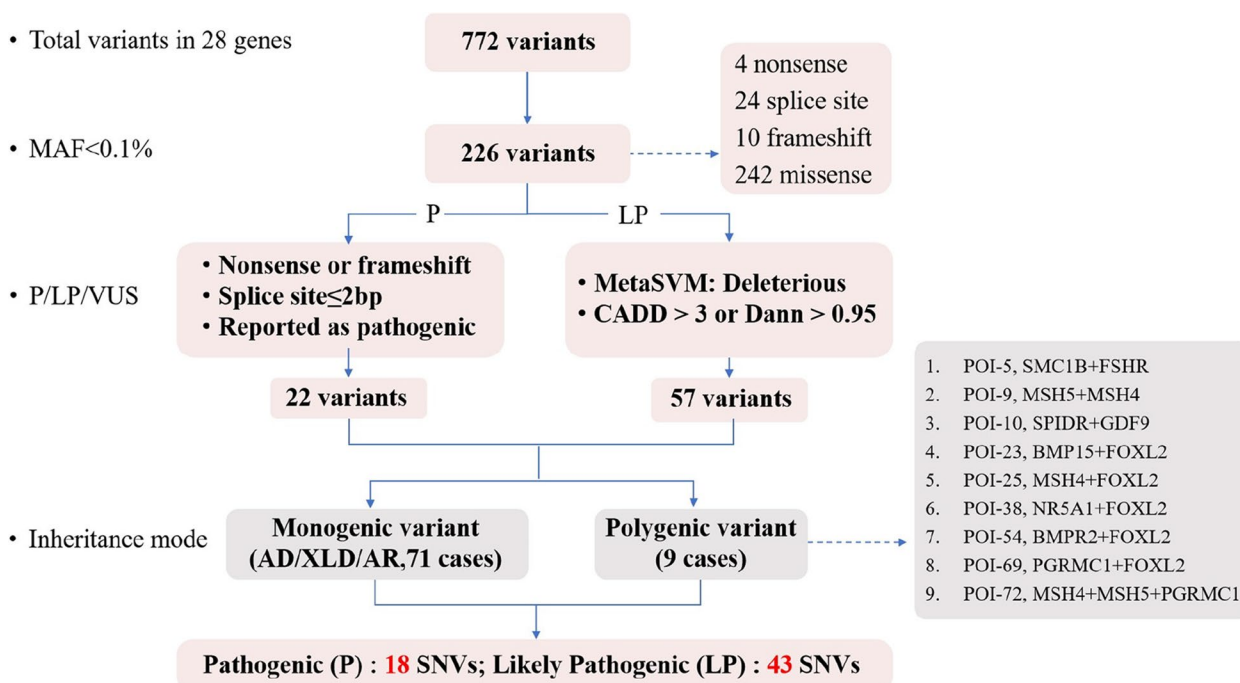 • Total variants in 28 genes
772 variants
4 nonsense
24 splice site
10 frameshift
242 missense
• MAF<0.1%
226 variants
P
LP
• P/LP/VUS
• Nonsense or frameshift
• Splice site≤2bp
• Reported as pathogenic
• MetaSVM: Deleterious
• CADD > 3 or Dann > 0.95
22 variants
57 variants
1. POI-5, SMC1B+FSHR
2. POI-9, MSH5+MSH4
3. POI-10, SPIDR+GDF9
4. POI-23, BMP15+FOXL2
5. POI-25, MSH4+FOXL2
6. POI-38, NR5A1+FOXL2
7. POI-54, BMPR2+FOXL2
8. POI-69, PGRMC1+FOXL2
9. POI-72, MSH4+MSH5+PGRMC1
• Inheritance mode
Monogenic variant
(AD/XLD/AR,71 cases)
Polygenic variant
(9 cases)
Pathogenic (P) : 18 SNVs; Likely Pathogenic (LP) : 43 SNVs